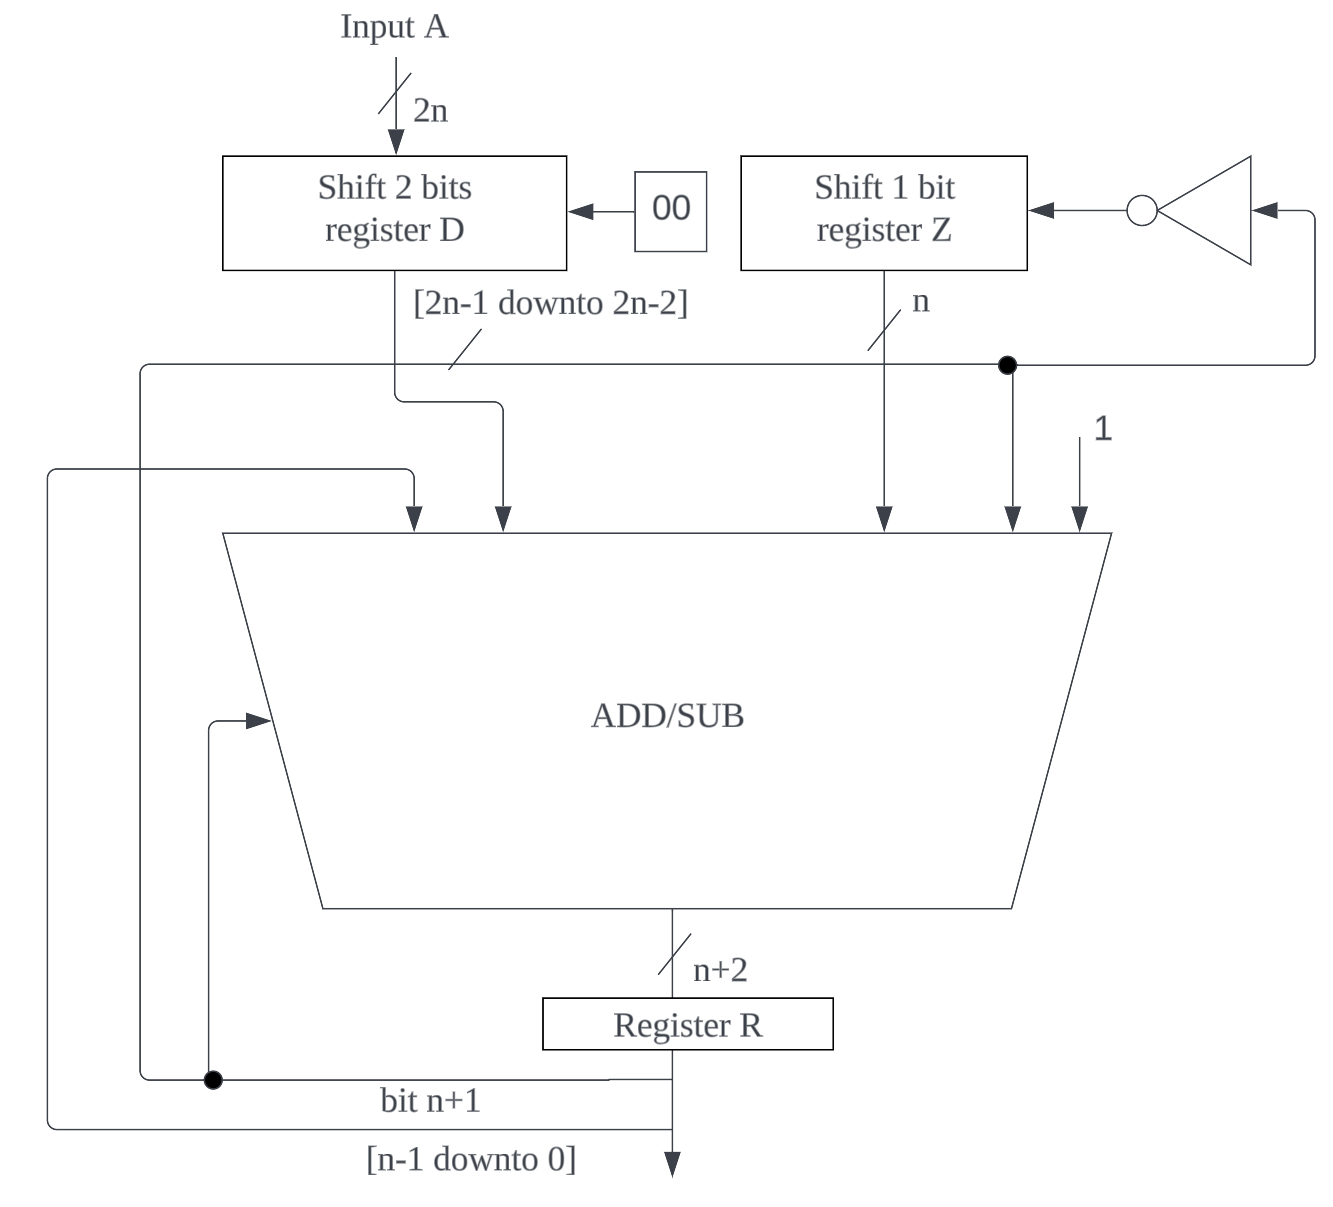 Input A
2n
Shift 2 bits
register D
00
Shift 1 bit
register Z
[2n-1 downto 2n-2]
n
1
ADD/SUB
n+2
Register R
bit n+1
[n-1 downto 0]